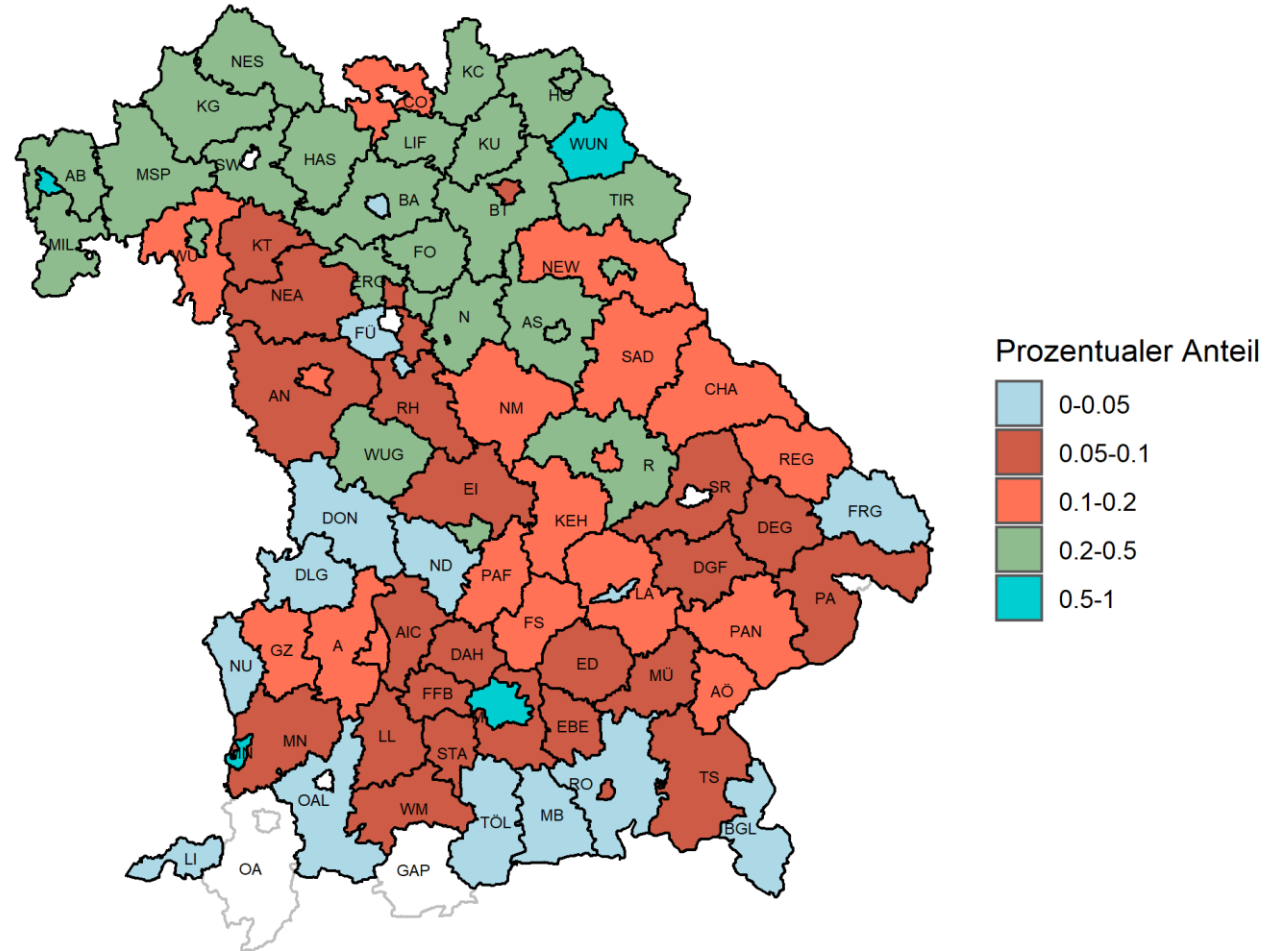 NES
KC
KG
HO
CO
WUN
LIF
KU
HAS
SW
AB
MSP
BA
TIR
BT
MIL
KT
FO
WÜ
NEW
ERC
NEA
N
AS
FÜ
SAD
CHA
AN
RH
NM
WUG
R
REG
EI
SR
FRG
DON
KEH
DEG
ND
DLG
PAF
DGF
LA
PA
AIC
FS
PAN
A
GZ
DAH
ED
NU
MÜ
AÖ
FFB
EBE
LL
MN
STA
TS
RO
OAL
WM
TÖL
MB
BGL
LI
OA
GAP
Prozentualer Anteil
0-0.05
0.05-0.1
0.1-0.2
0.2-0.5
0.5-1